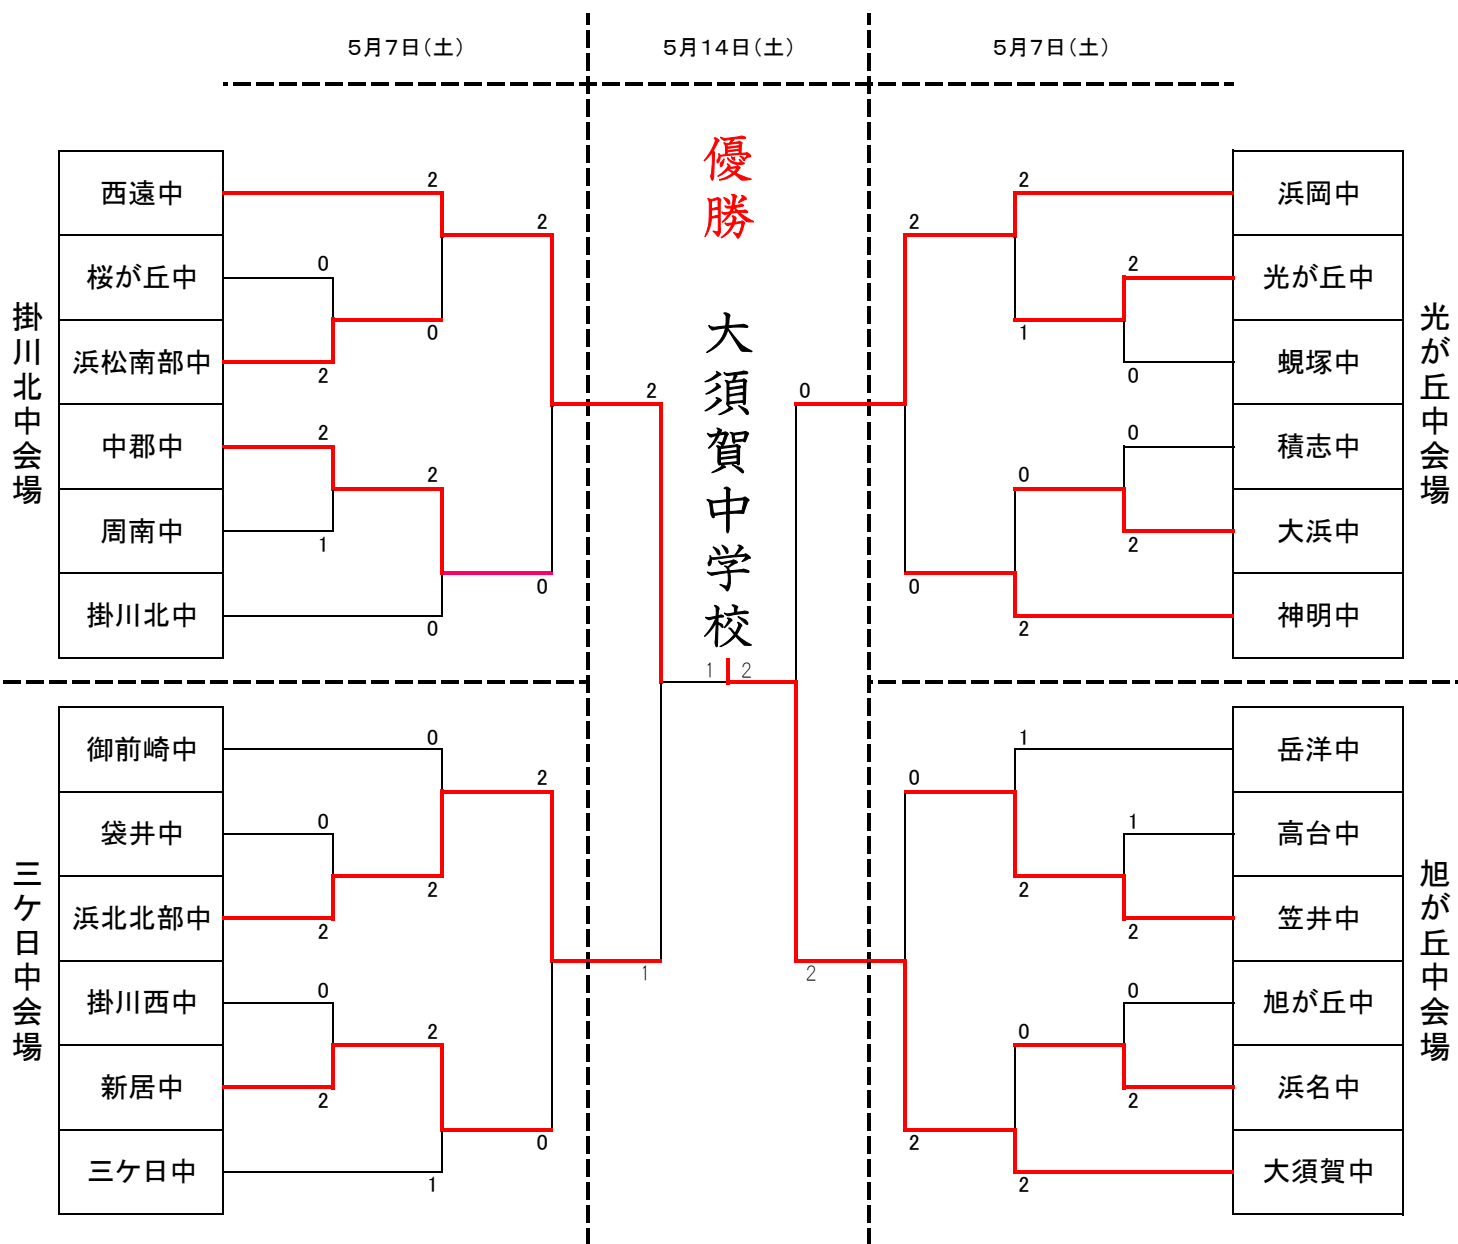 5月7日(土)
5月14日(土)
5月7日(土)
優勝
大須賀中学校
掛川北中会場
西遠中
2
2
桜が丘中
0
0
浜松南部中
2
2
中郡中
2
2
周南中
1
0
掛川北中
0
光が丘中会場
2
浜岡中
2
2
光が丘中
1
0
蜆塚中
0
0
積志中
0
2
大浜中
0
2
神明中
1 2
三ケ日中会場
御前崎中
0
2
袋井中
0
2
浜北北部中
2
1
掛川西中
0
2
新居中
2
0
三ケ日中
1
旭が丘中会場
1
岳洋中
0
1
高台中
2
2
笠井中
2
0
旭が丘中
0
2
浜名中
2
2
大須賀中